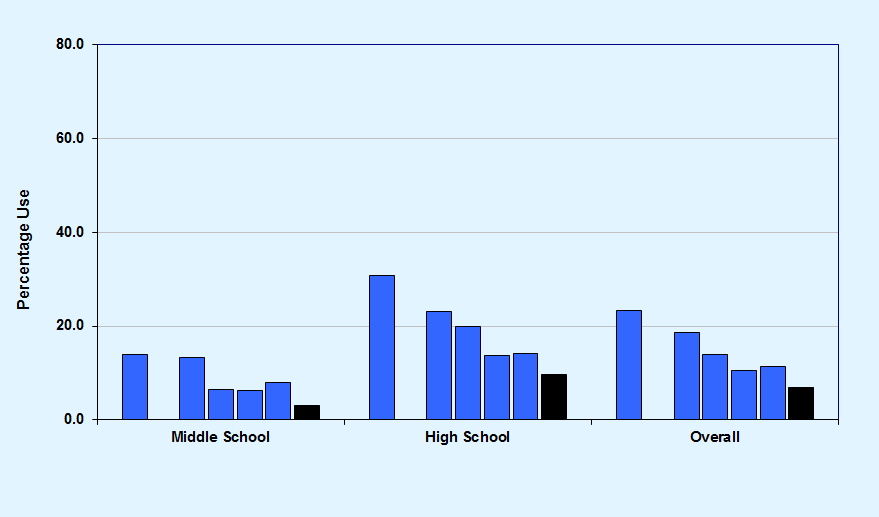 80.0
60.0
40.0
20.0
0.0
Percentage Use
Middle School
High School
Overall